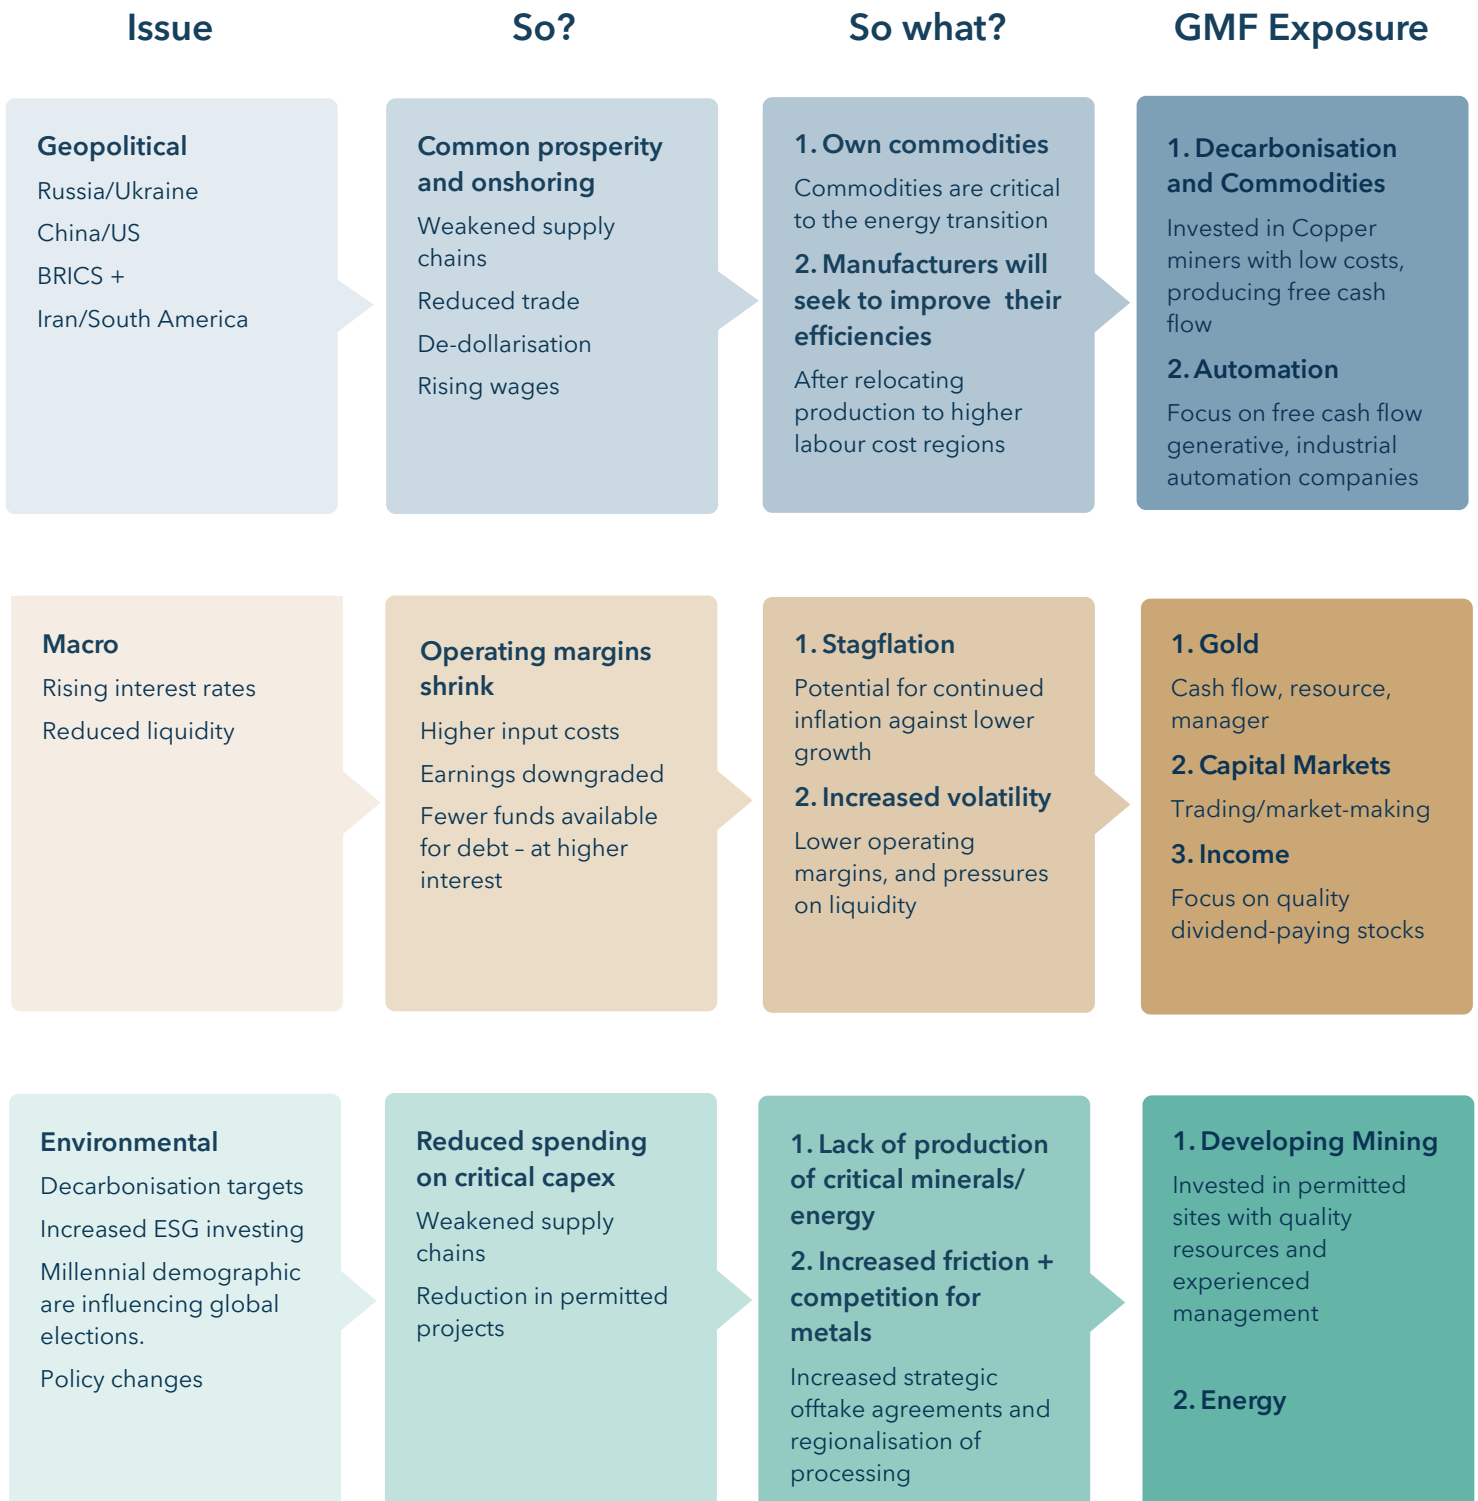 Issue
So?
So what?
GMF Exposure
Geopolitical
Russia/Ukraine
China/US
BRICS +
Iran/South America
Common prosperity
and onshoring
Weakened supply
chains
Reduced trade
De-dollarisation
Rising wages
1. Own commodities
Commodities are critical
to the energy transition
2. Manufacturers will
seek to improve their
efficiencies
After relocating
production to higher
labour cost regions
1. Decarbonisation
and Commodities
Invested in Copper
miners with low costs,
producing free cash
flow
2. Automation
Focus on free cash flow
generative, industrial
automation companies
Macro
Rising interest rates
Reduced liquidity
Operating margins
shrink
Higher input costs
Earnings downgraded
Fewer funds available
for debt – at higher
interest
1. Stagflation
Potential for continued
inflation against lower
growth
2. Increased volatility
Lower operating
margins, and pressures
on liquidity
1. Gold
Cash flow, resource,
manager
2. Capital Markets
Trading/market-making
3. Income
Focus on quality
dividend-paying stocks
Environmental
Decarbonisation targets
Increased ESG investing
Millennial demographic
are influencing global
elections.
Policy changes
Reduced spending
on critical capex
Weakened supply
chains
Reduction in permitted
projects
1. Lack of production
of critical minerals/
energy
2. Increased friction +
competition for
metals
Increased strategic
offtake agreements and
regionalisation of
processing
1. Developing Mining
Invested in permitted
sites with quality
resources and
experienced
management
2. Energy